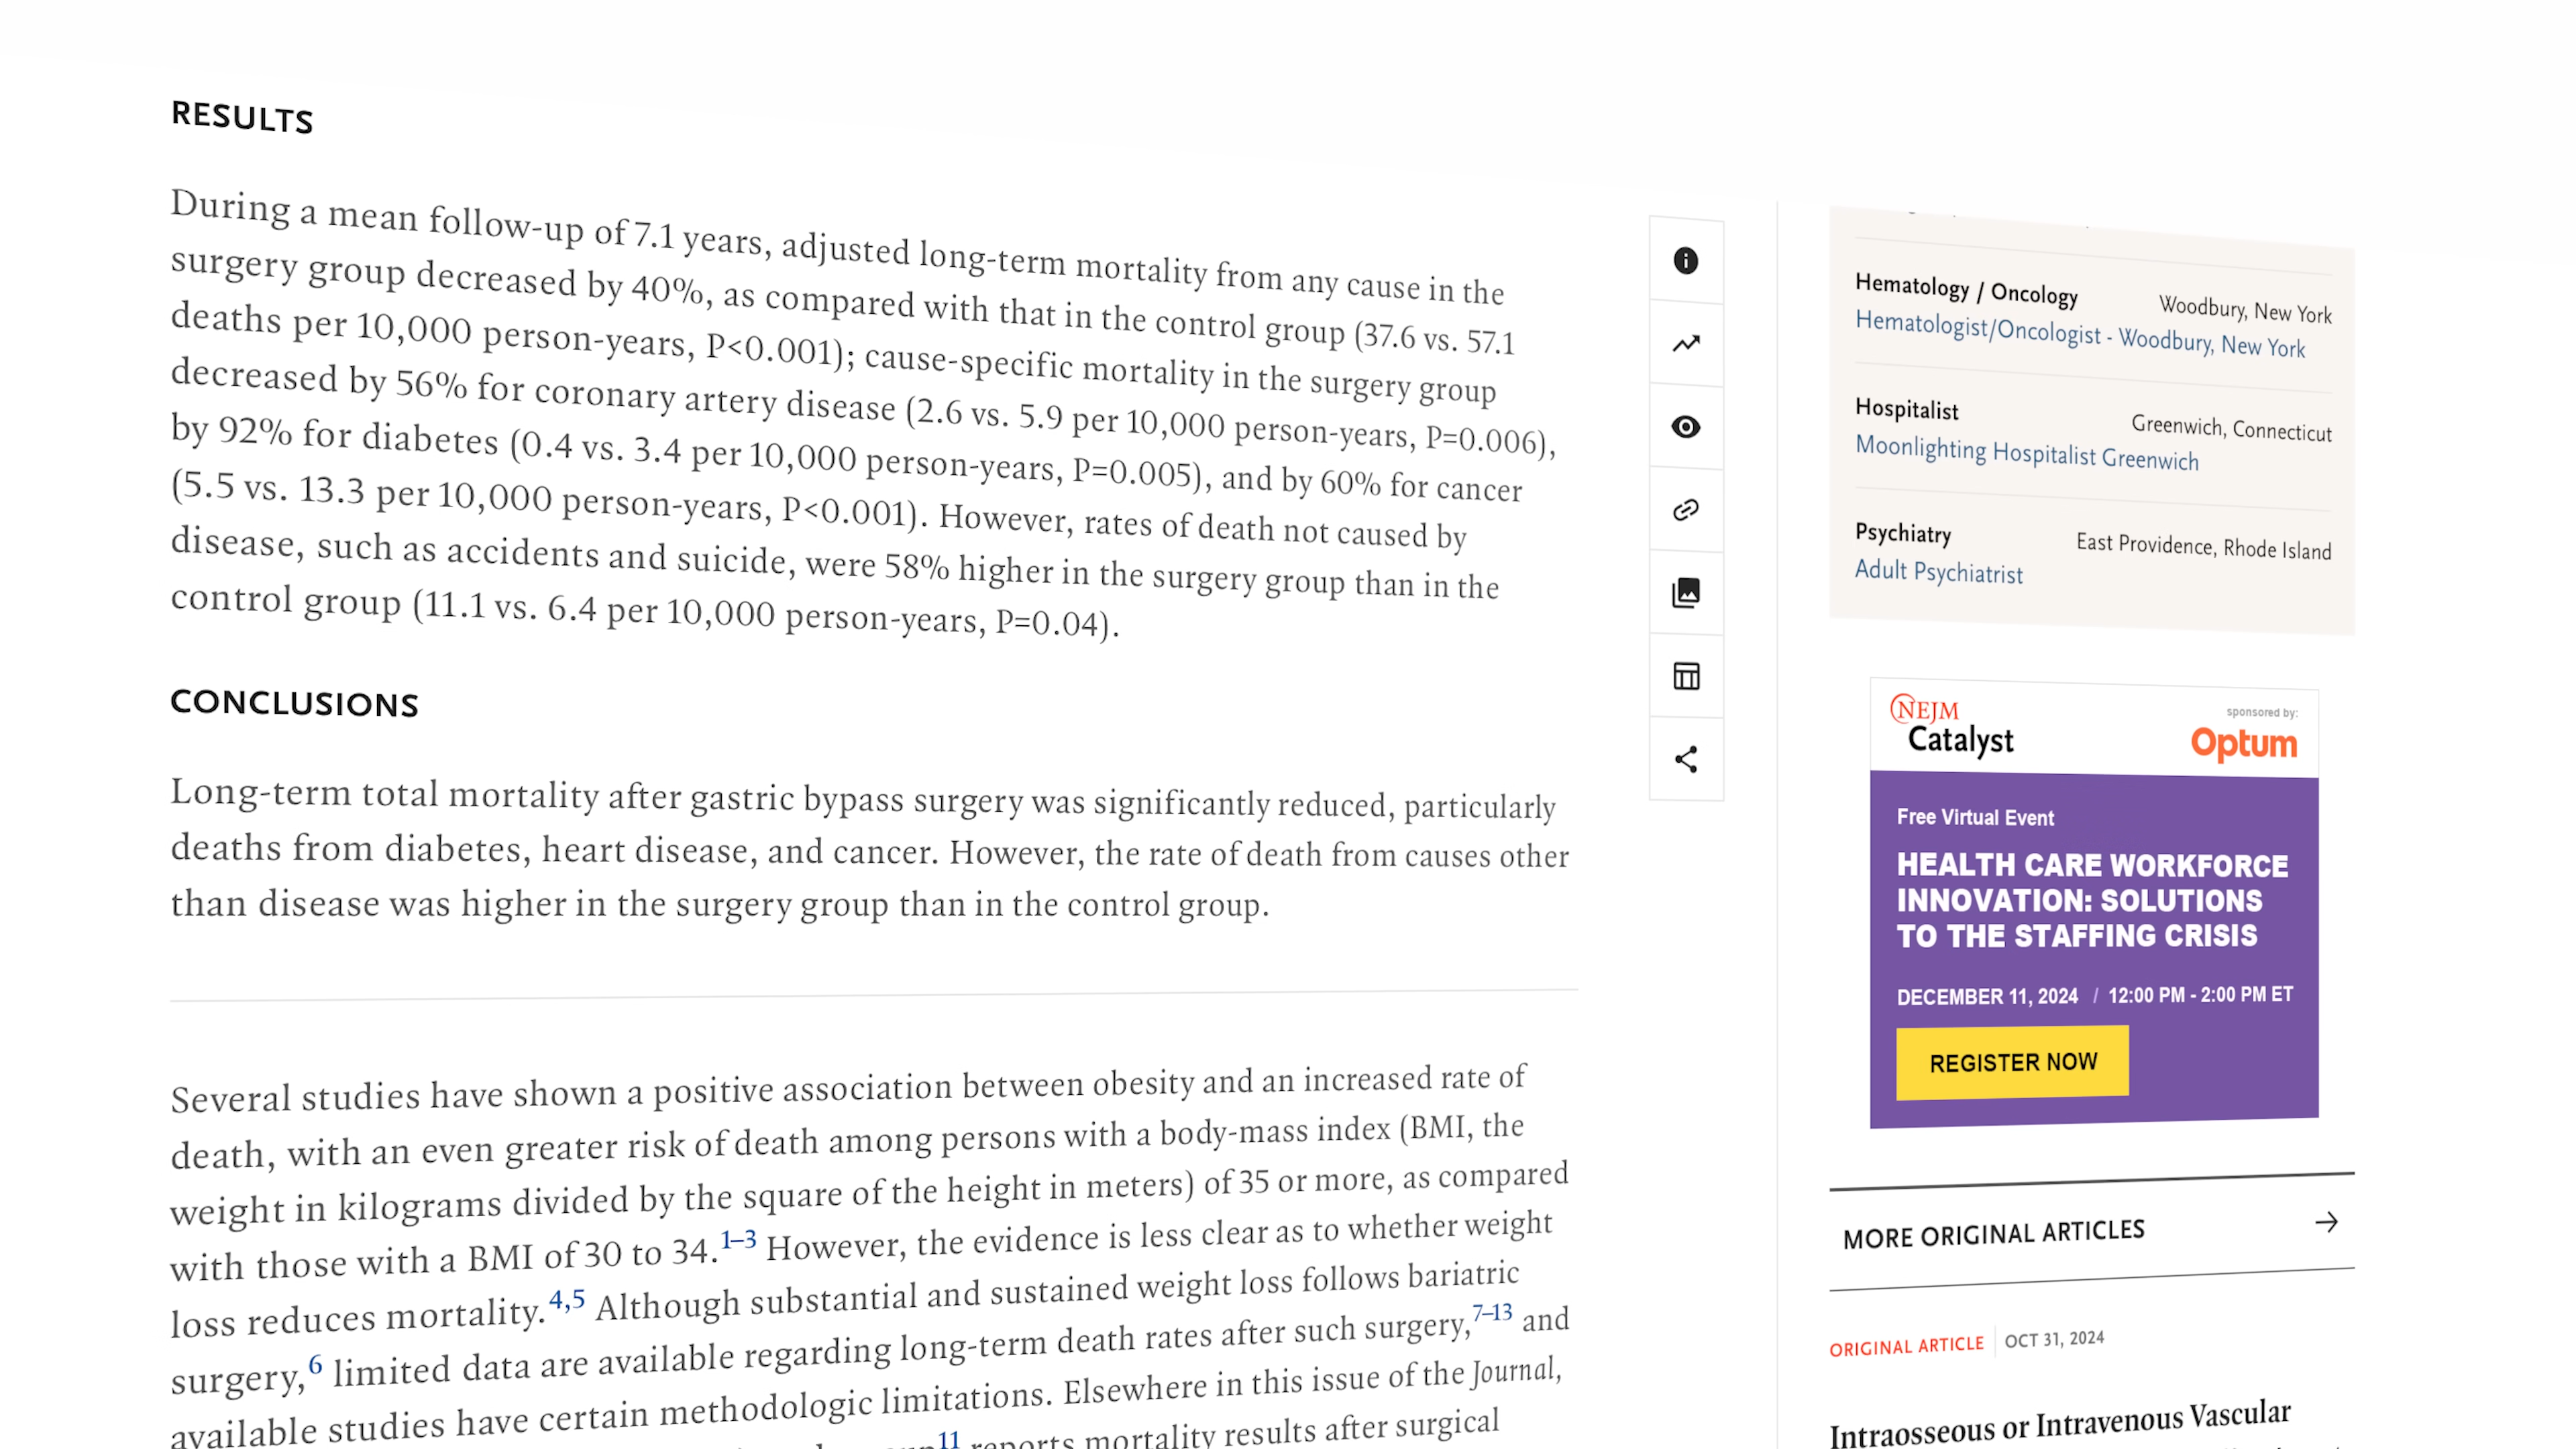 RESULTS
During a mean follow-up of 7.1 years, adjusted long-term mortality from any cause in the
surgery group decreased by 40%, as compared with that in the control group (37.6 vs. 57.1
deaths per 10,000 person-years, P<0.001); cause-specific mortality in the surgery group
decreased by 56% for coronary artery disease (2.6 vs. 5.9 per 10,000 person-years, P=0.006),
by 92% for diabetes (0.4 vs. 3.4 per 10,000 person-years, P=0.005), and by 60% for cancer
(5.5 vs. 13.3 per 10,000 person-years, P<0.001). However, rates of death not caused by
disease, such as accidents and suicide, were 58% higher in the surgery group than in the
control group (11.1 vs. 6.4 per 10,000 person-years, P=0.04).
CONCLUSIONS
Long-term total mortality after gastric bypass surgery was significantly reduced, particularly
deaths from diabetes, heart disease, and cancer. However, the rate of death from causes other
than disease was higher in the surgery group than in the control group.
Several studies have shown a positive association between obesity and an increased rate of
death, with an even greater risk of death among persons with a body-mass index (BMI, the
weight in kilograms divided by the square of the height in meters) of 35 or more, as compared
with those with a BMI of 30 to 34.1–3 However, the evidence is less clear as to whether weight
loss reduces mortality.4,5 Although substantial and sustained weight loss follows bariatric
surgery,6 limited data are available regarding long-term death rates after such surgery,7–13 and
available studies have certain methodologic limitations. Elsewhere in this issue of the Journal,
11 reports mortality results after surgical
Hematology / Oncology Woodbury, New York
Hematologist/Oncologist - Woodbury, New York
Hospitalist Greenwich, Connecticut
Moonlighting Hospitalist Greenwich
Psychiatry East Providence, Rhode Island
Adult Psychiatrist
NEJM
Catalyst
sponsored by:
Optum
Free Virtual Event
HEALTH CARE WORKFORCE
INNOVATION: SOLUTIONS
TO THE STAFFING CRISIS
DECEMBER 11, 2024 / 12:00 PM - 2:00 PM ET
REGISTER NOW
MORE ORIGINAL ARTICLES
ORIGINAL ARTICLE OCT 31, 2024
Intraosseous or Intravenous Vascular